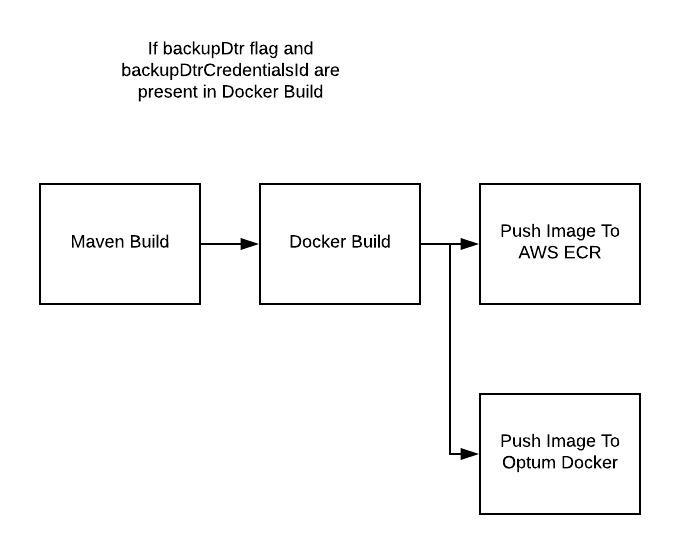 If backupDtr flag and
backupDtrCredentialsId are
present in Docker Build
Maven Build
Docker Build
Push Image To
AWS ECR
Push Image To
Optum Docker